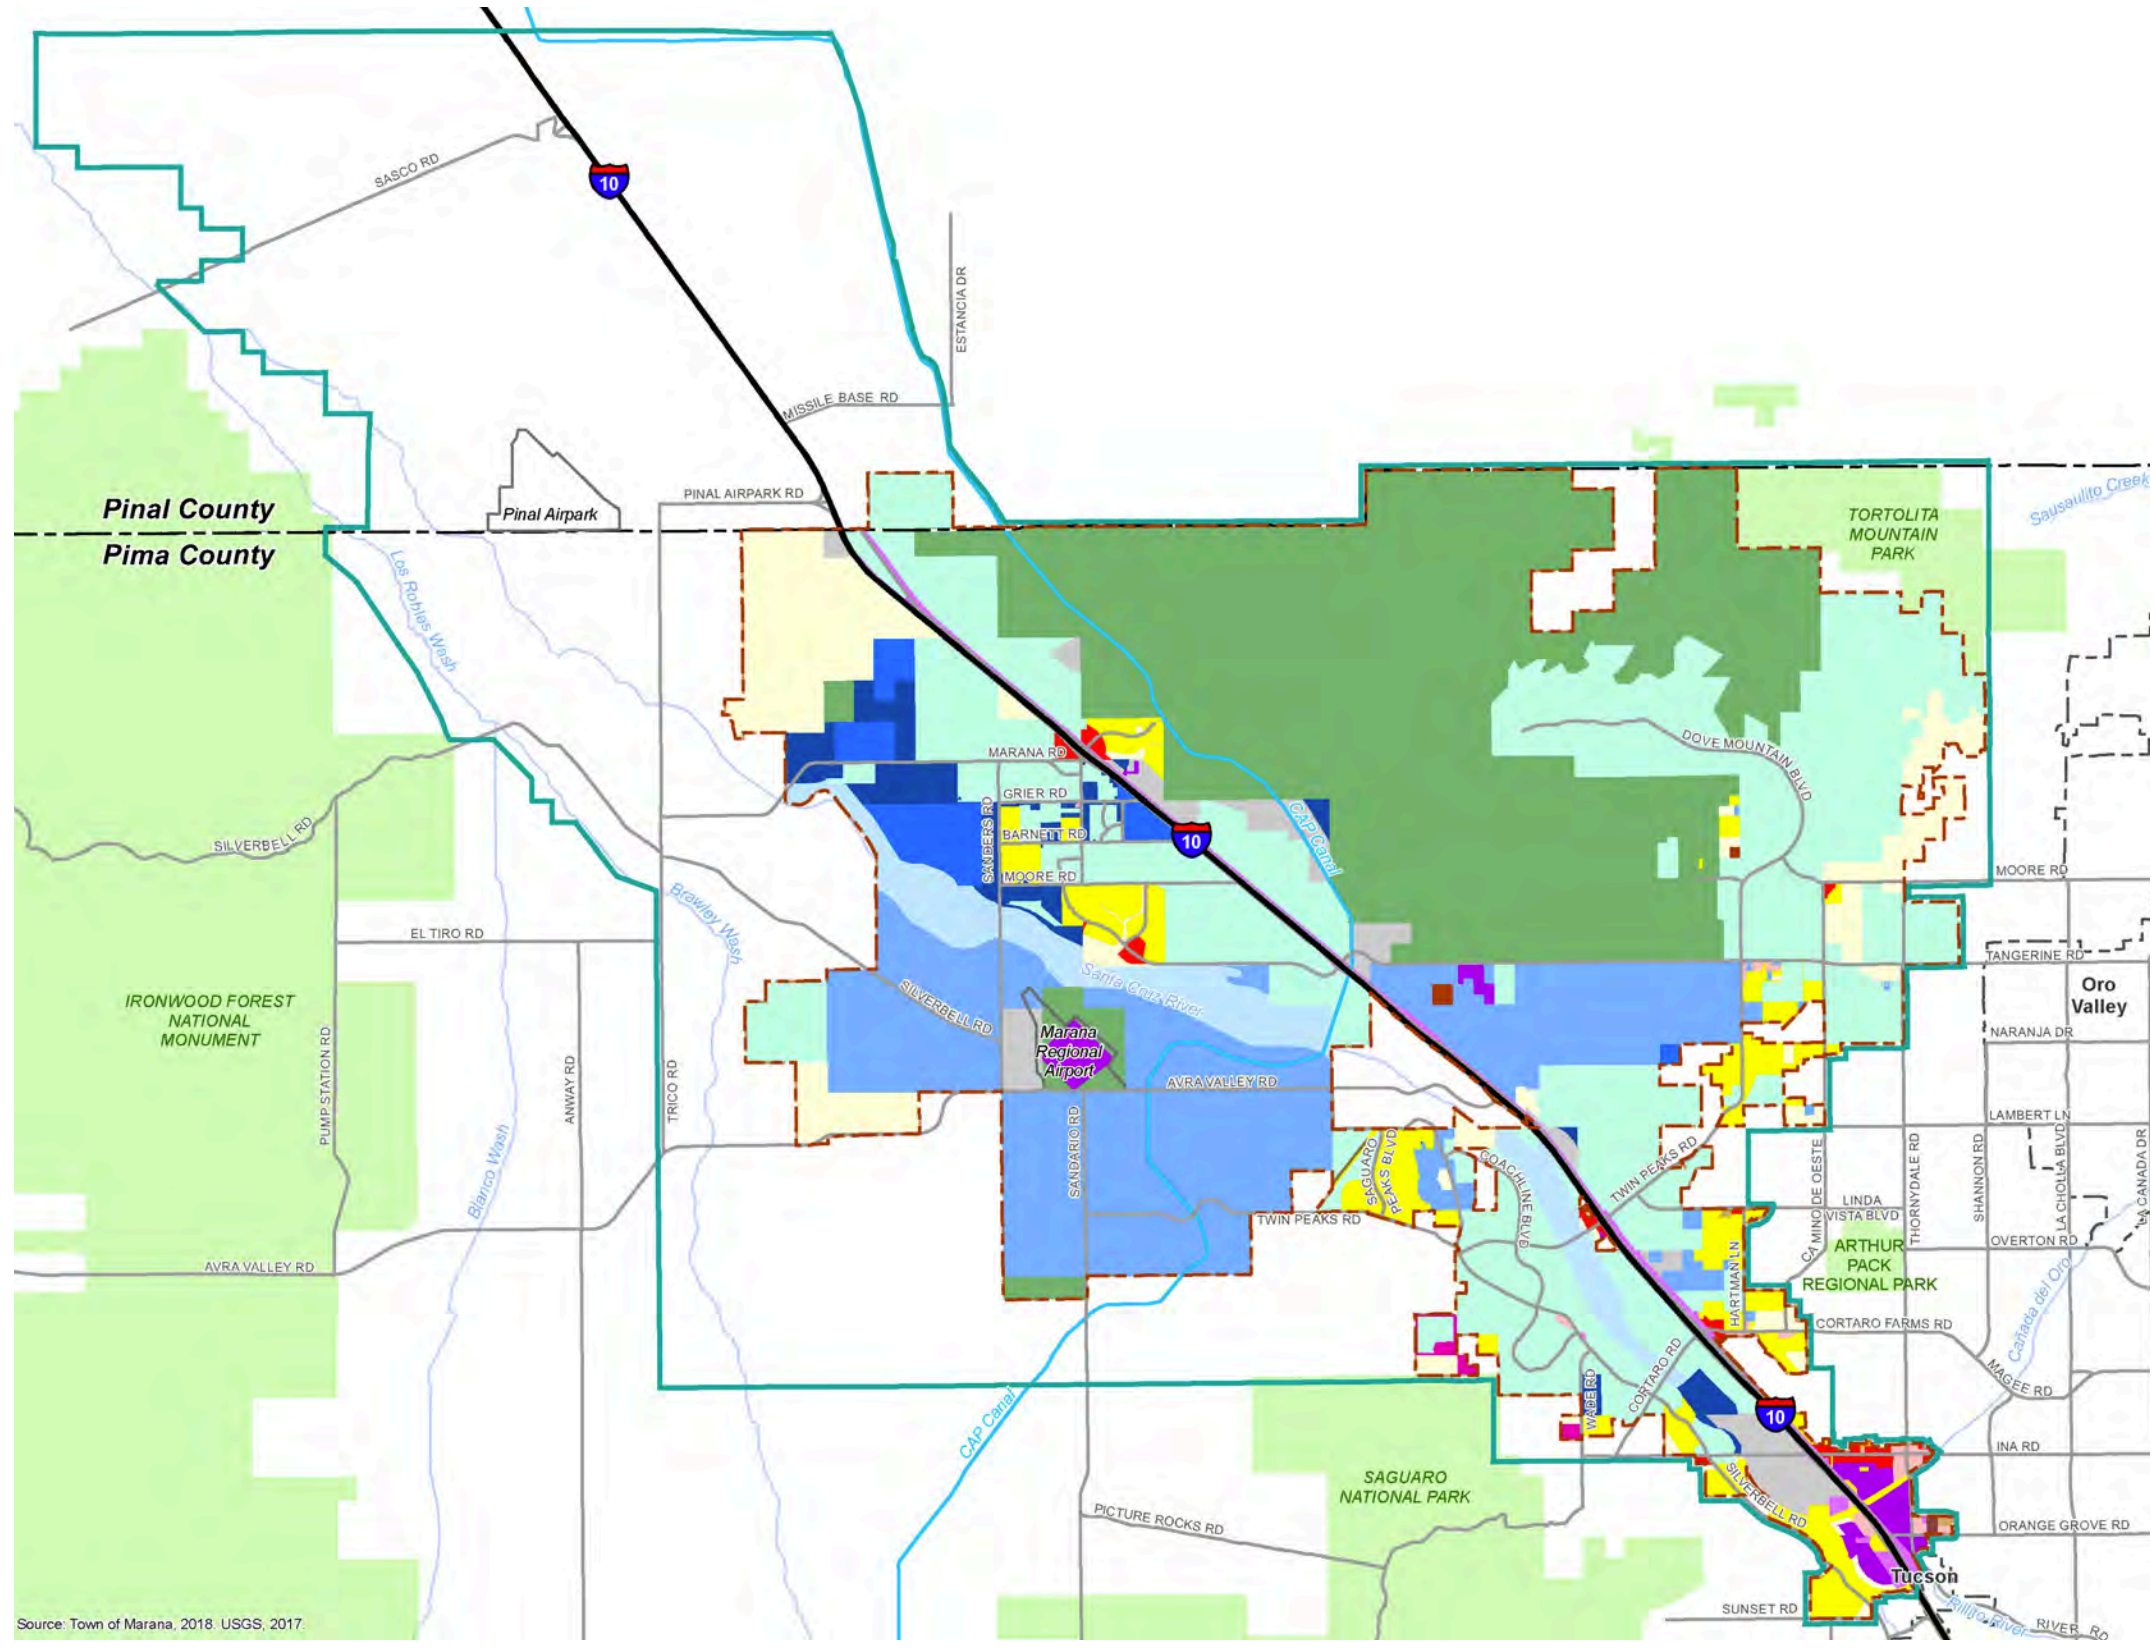 SASCO RD
10
ESTANCIA DR
MISSILE BASE RD
PINAL AIRPARK RD
Pinal County
Pinal Airpark
Pima County
Los Robles Wash
TORTOLITA
MOUNTAIN
PARK
Sausaulito Creek
DOVE MOUNTAIN BLVD
MARANA RD
GRIER RD
SANDERS RD
BARNETT RD
10
CAP Canal
MOORE RD
MOORE RD
SILVERBELL RD
Brawley Wash
EL TIRO RD
TANGERINE RD
Oro
Valley
Santa Cruz River
SILVERBELL RD
IRONWOOD FOREST
NATIONAL
MONUMENT
Marana
Regional
Airport
NARANJA DR
PUMP STATION RD
ANWAY RD
TRICO RD
AVRA VALLEY RD
SANDARIO RD
LAMBERT LN
Blanco Wash
SAGUARO
PEAKS BLVD
COACHLINE BLVD
TWIN PEAKS RD
TWIN PEAKS RD
CAMINO DE OESTE
THORNYDALE RD
SHANNON RD
LA CHOLLA BLVD
LA CANADA DR
LINDA
VISTA BLVD
OVERTON RD
AVRA VALLEY RD
HARTMAN LN
ARTHUR
PACK
REGIONAL PARK
Cañada del Oro
CORTARO FARMS RD
MAGEE RD
WADE RD
CORTARO RD
CAP Canal
10
INA RD
SAGUARO
NATIONAL PARK
SILVERBELL RD
PICTURE ROCKS RD
ORANGE GROVE RD
Tucson
SUNSET RD
Rillito River
RIVER RD
Source: Town of Marana, 2018. USGS, 2017.